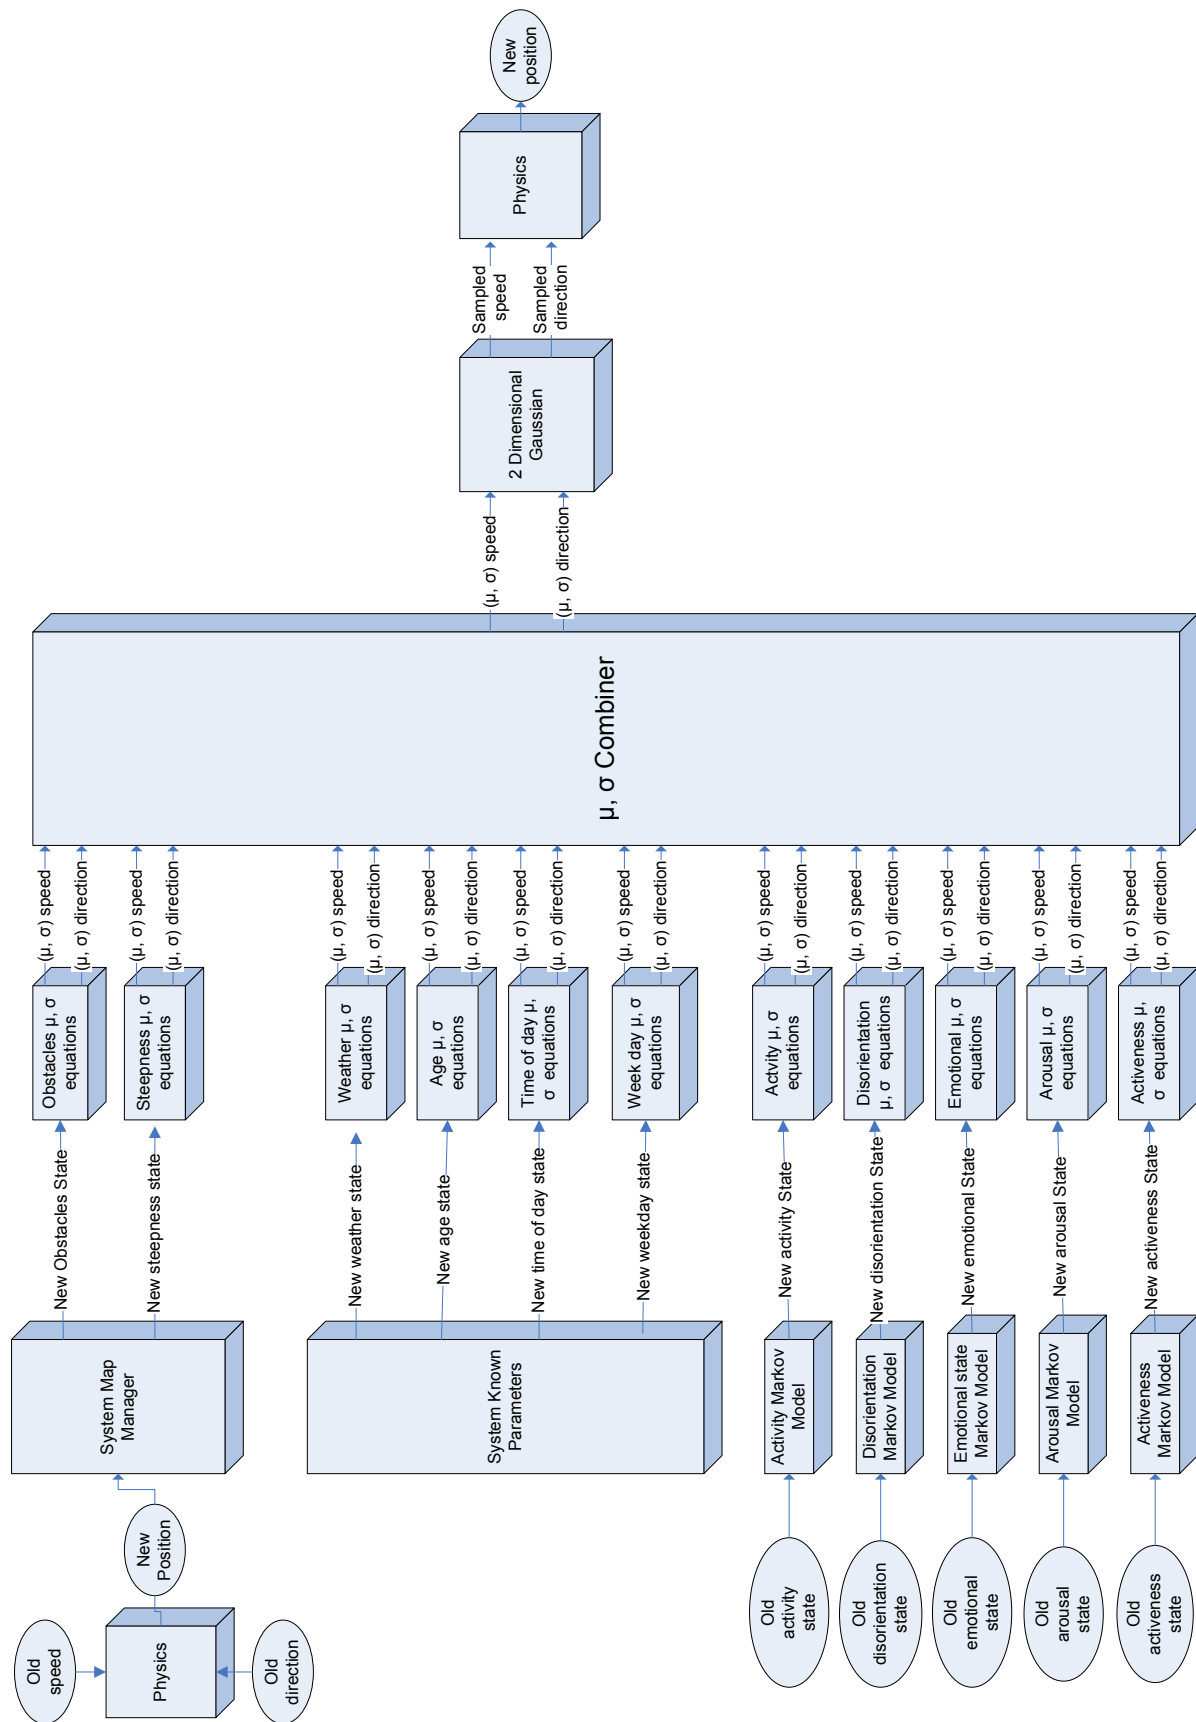 Old
speed
Physics
Old
direction
New
Position
System Map
Manager
New Obstacles State
New steepness state
Obstacles μ, σ
equations
Steepness μ, σ
equations
(μ, σ) speed
(μ, σ) direction
(μ, σ) speed
(μ, σ) direction
System Known
Parameters
New weather state
New age state
New time of day state
New weekday state
Weather μ, σ
equations
Age μ, σ
equations
Time of day μ,
σ equations
Week day μ, σ
equations
(μ, σ) speed
(μ, σ) direction
(μ, σ) speed
(μ, σ) direction
(μ, σ) speed
(μ, σ) direction
(μ, σ) speed
(μ, σ) direction
Old
activity
state
Old
disorientation
state
Old
emotional
state
Old
arousal
state
Old
activeness
state
Activity Markov
Model
Disorientation
Markov Model
Emotional state
Markov Model
Arousal Markov
Model
Activeness
Markov Model
New activity State
New disorientation State
New emotional State
New arousal State
New activeness State
Actvity μ, σ
equations
Disorientation
μ, σ equations
Emotional μ, σ
equations
Arousal μ, σ
equations
Activeness μ,
σ equations
(μ, σ) speed
(μ, σ) direction
(μ, σ) speed
(μ, σ) direction
(μ, σ) speed
(μ, σ) direction
(μ, σ) speed
(μ, σ) direction
(μ, σ) speed
(μ, σ) direction
μ, σ Combiner
(μ, σ) speed
(μ, σ) direction
2 Dimensional
Gaussian
Sampled
speed
Sampled
direction
Physics
New
position